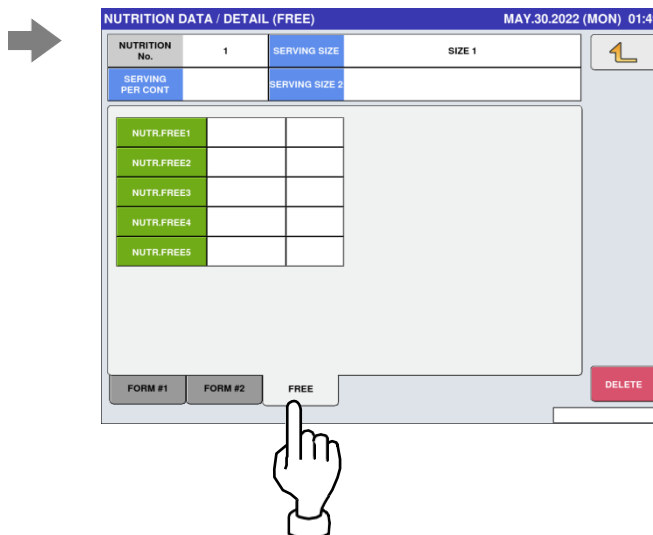 NUTRITION DATA / DETAIL (FREE) MAY.30.2022 (MON) 01:4
NUTRITION No. 1 SERVING SIZE SIZE 1
SERVING PER CONT SERVING SIZE 2
NUTR.FREE1
NUTR.FREE2
NUTR.FREE3
NUTR.FREE4
NUTR.FREE5
FORM #1 FORM #2 FREE
DELETE